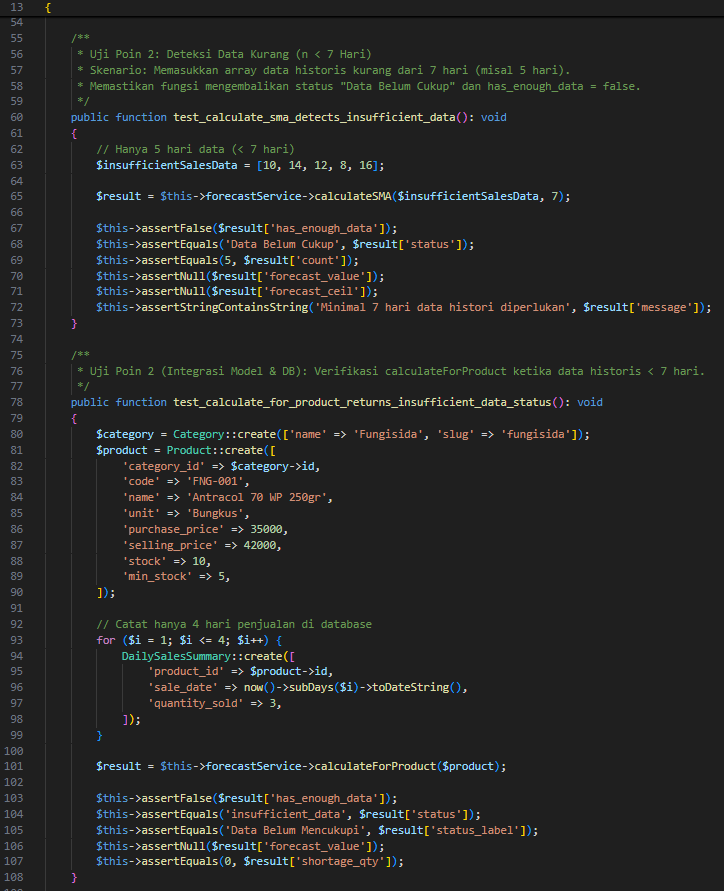 13 {
54
55 /**
56 * Uji Poin 2: Deteksi Data Kurang (n < 7 Hari)
57 * Skenario: Memasukkan array data historis kurang dari 7 hari (misal 5 hari).
58 * Memastikan fungsi mengembalikan status "Data Belum Cukup" dan has_enough_data = false.
59 */
60 public function test_calculate_sma_detects_insufficient_data(): void
61 {
62 // Hanya 5 hari data (< 7 hari)
63 $insufficientSalesData = [10, 14, 12, 8, 16];
64
65 $result = $this->forecastService->calculateSMA($insufficientSalesData, 7);
66
67 $this->assertFalse($result['has_enough_data']);
68 $this->assertEquals('Data Belum Cukup', $result['status']);
69 $this->assertEquals(5, $result['count']);
70 $this->assertNull($result['forecast_value']);
71 $this->assertNull($result['forecast_ceil']);
72 $this->assertStringContainsString('Minimal 7 hari data histori diperlukan', $result['message']);
73 }
74
75 /**
76 * Uji Poin 2 (Integrasi Model & DB): Verifikasi calculateForProduct ketika data historis < 7 hari.
77 */
78 public function test_calculate_for_product_returns_insufficient_data_status(): void
79 {
80 $category = Category::create(['name' => 'Fungisida', 'slug' => 'fungisida']);
81 $product = Product::create([
82 'category_id' => $category->id,
83 'code' => 'FNG-001',
84 'name' => 'Antracol 70 WP 250gr',
85 'unit' => 'Bungkus',
86 'purchase_price' => 35000,
87 'selling_price' => 42000,
88 'stock' => 10,
89 'min_stock' => 5,
90 ]);
91
92 // Catat hanya 4 hari penjualan di database
93 for ($i = 1; $i <= 4; $i++) {
94 DailySalesSummary::create([
95 'product_id' => $product->id,
96 'sale_date' => now()->subDays($i)->toDateString(),
97 'quantity_sold' => 3,
98 ]);
99 }
100
101 $result = $this->forecastService->calculateForProduct($product);
102
103 $this->assertFalse($result['has_enough_data']);
104 $this->assertEquals('insufficient_data', $result['status']);
105 $this->assertEquals('Data Belum Mencukupi', $result['status_label']);
106 $this->assertNull($result['forecast_value']);
107 $this->assertEquals(0, $result['shortage_qty']);
108 }